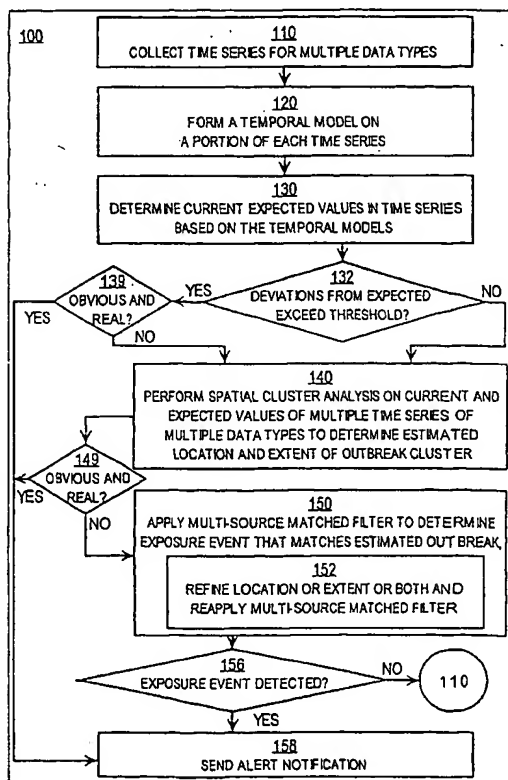 100
110
COLLECT TIME SERIES FOR MULTIPLE DATA TYPES
120
FORM A TEMPORAL MODEL ON
A PORTION OF EACH TIME SERIES
130
DETERMINE CURRENT EXPECTED VALUES IN TIME SERIES
BASED ON THE TEMPORAL MODELS
139
OBVIOUS AND
REAL?
YES
NO
YES
132
DEVIATIONS FROM EXPECTED
EXCEED THRESHOLD?
NO
140
PERFORM SPATIAL CLUSTER ANALYSIS ON CURRENT AND
EXPECTED VALUES OF MULTIPLE TIME SERIES OF
MULTIPLE DATA TYPES TO DETERMINE ESTIMATED
LOCATION AND EXTENT OF OUTBREAK CLUSTER
149
OBVIOUS AND
REAL?
YES
NO
150
APPLY MULTI-SOURCE MATCHED FILTER TO DETERMINE
EXPOSURE EVENT THAT MATCHES ESTIMATED OUT BREAK,
152
REFINE LOCATION OR EXTENT OR BOTH AND
REAPPLY MULTI-SOURCE MATCHED FILTER
156
EXPOSURE EVENT DETECTED?
NO
110
YES
158
SEND ALERT NOTIFICATION